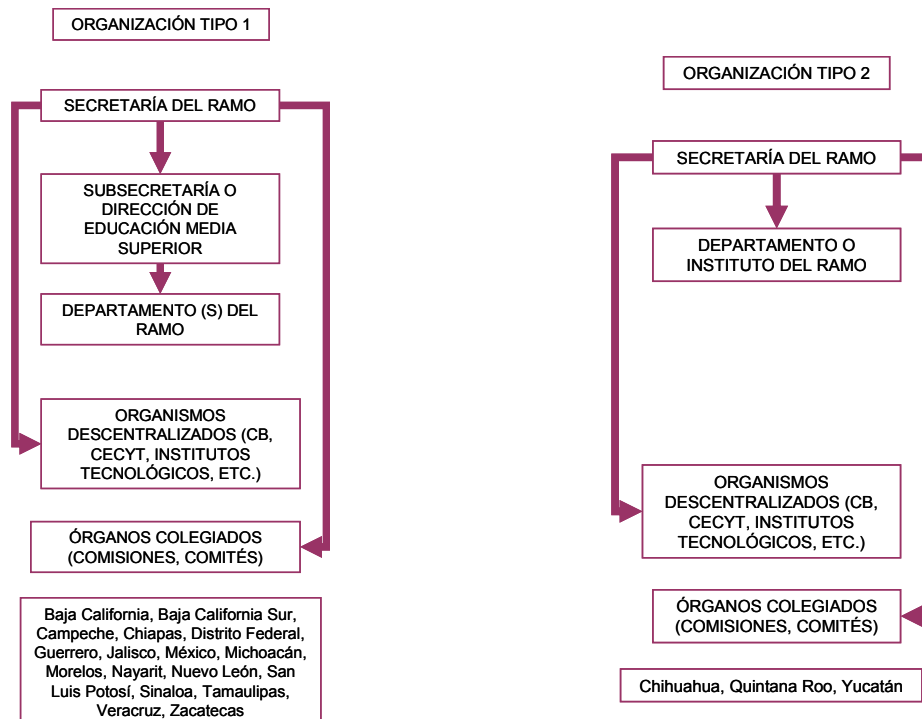 ORGANIZACIÓN TIPO 1
SECRETARÍA DEL RAMO
SUBSECRETARÍA O
DIRECCIÓN DE
EDUCACIÓN MEDIA
SUPERIOR
DEPARTAMENTO (S) DEL
RAMO
ORGANISMOS
DESCENTRALIZADOS (CB,
CECYT, INSTITUTOS
TECNOLÓGICOS, ETC.)
ÓRGANOS COLEGIADOS
(COMISIONES, COMITÉS)
Baja California, Baja California Sur,
Campeche, Chiapas, Distrito Federal,
Guerrero, Jalisco, México, Michoacán,
Morelos, Nayarit, Nuevo León, San
Luis Potosí, Sinaloa, Tamaulipas,
Veracruz, Zacatecas
ORGANIZACIÓN TIPO 2
SECRETARÍA DEL RAMO
DEPARTAMENTO O
INSTITUTO DEL RAMO
ORGANISMOS
DESCENTRALIZADOS (CB,
CECYT, INSTITUTOS
TECNOLÓGICOS, ETC.)
ÓRGANOS COLEGIADOS
(COMISIONES, COMITÉS)
Chihuahua, Quintana Roo, Yucatán